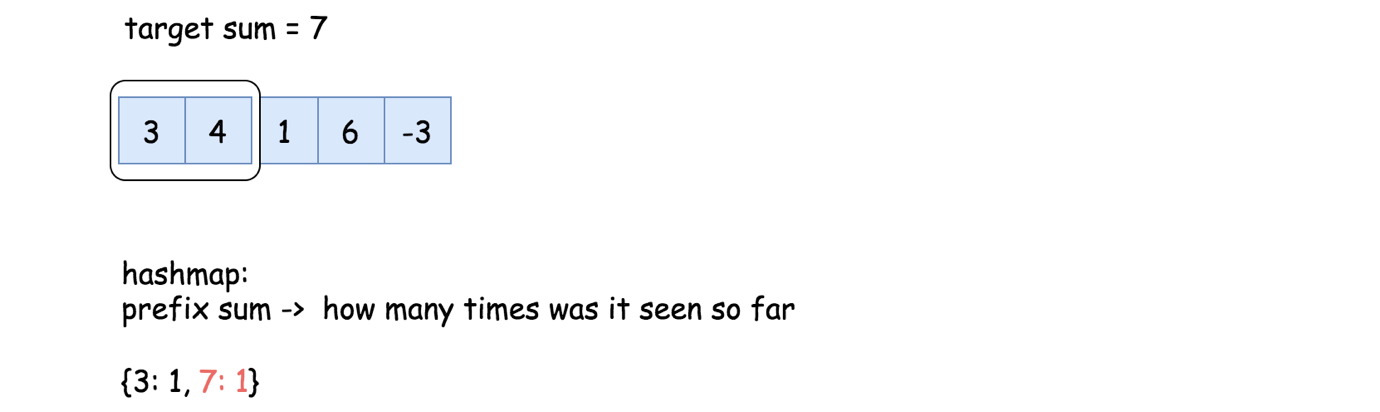 target sum = 7
3 4 1 6 -3
hashmap:
prefix sum -> how many times was it seen so far
{3: 1, 7: 1}